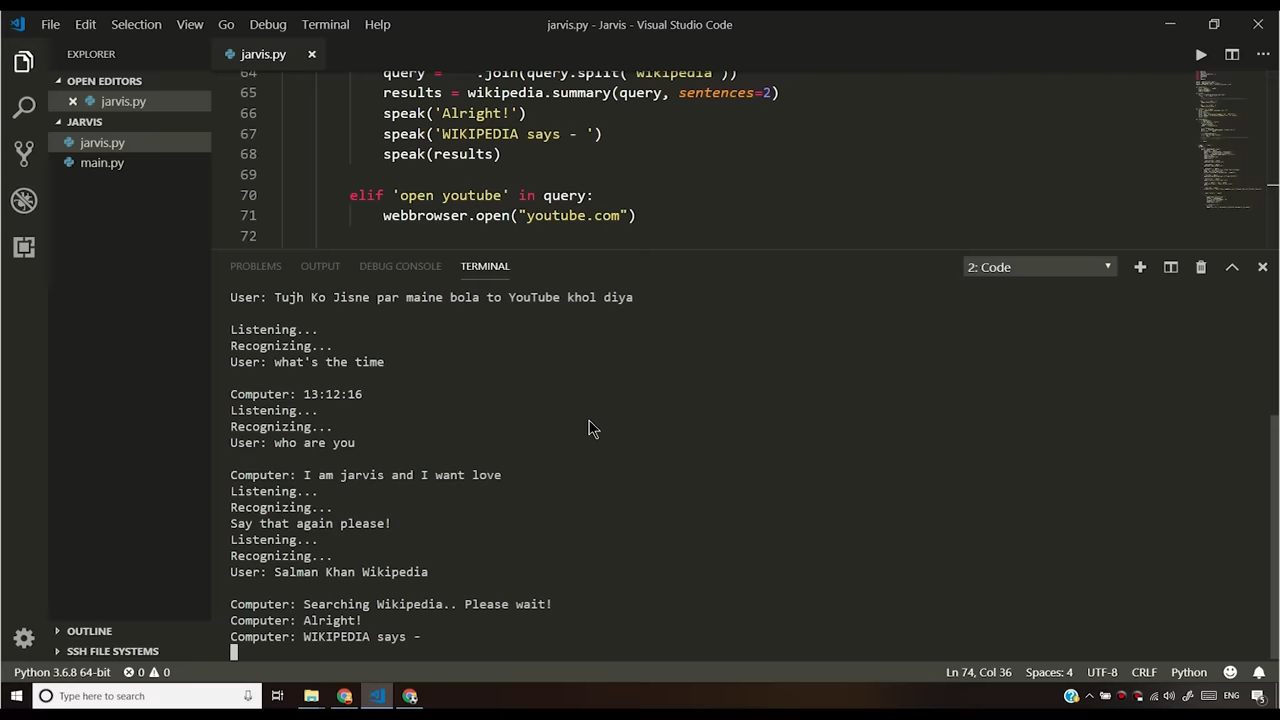 File Edit Selection View Go Debug Terminal Help
jarvis.py - Jarvis - Visual Studio Code
EXPLORER
jarvis.py
OPEN EDITORS
jarvis.py
JARVIS
jarvis.py
main.py
64 query = .join(query.split( wikipedia ))
65 results = wikipedia.summary(query, sentences=2)
66 speak('Alright!')
67 speak('WIKIPEDIA says - ')
68 speak(results)
69
70 elif 'open youtube' in query:
71 webbrowser.open("youtube.com")
72
PROBLEMS OUTPUT DEBUG CONSOLE TERMINAL 2: Code
User: Tujh Ko Jisne par maine bola to YouTube khol diya
Listening...
Recognizing...
User: what's the time
Computer: 13:12:16
Listening...
Recognizing...
User: who are you
Computer: I am jarvis and I want love
Listening...
Recognizing...
Say that again please!
Listening...
Recognizing...
User: Salman Khan Wikipedia
Computer: Searching Wikipedia.. Please wait!
Computer: Alright!
Computer: WIKIPEDIA says -
OUTLINE
SSH FILE SYSTEMS
Python 3.6.8 64-bit 0 0 Ln 74, Col 36 Spaces: 4 UTF-8 CRLF Python
Type here to search
ENG
5